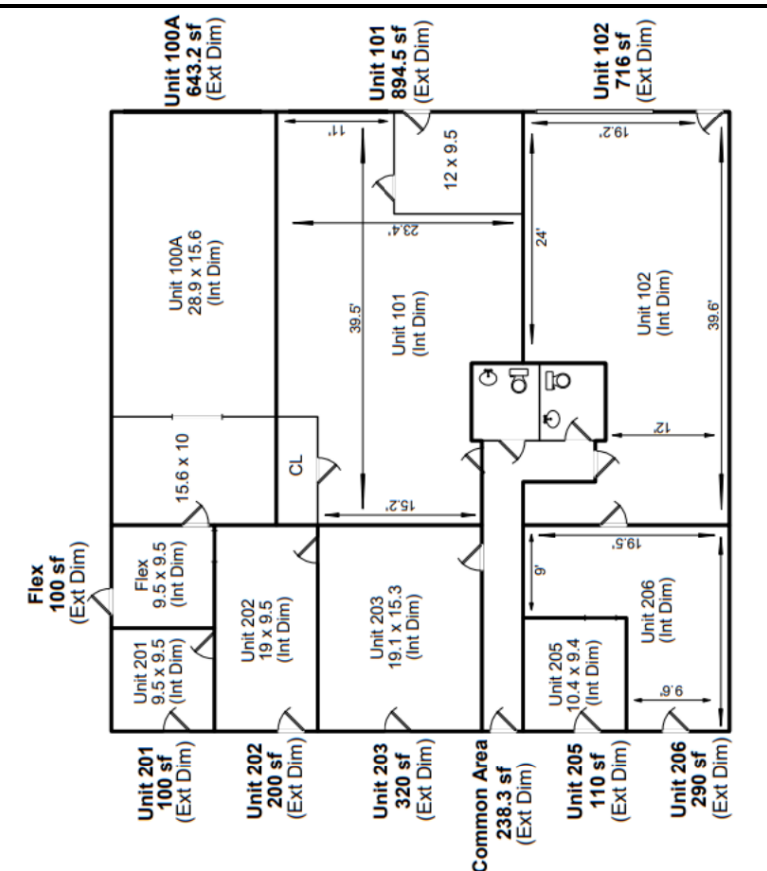 Unit 100A
643.2 sf
(Ext Dim)
Unit 101
894.5 sf
(Ext Dim)
Unit 102
716 sf
(Ext Dim)
11'
19.2'
12 x 9.5
Unit 100A
28.9 x 15.6
(Int Dim)
23.4'
24'
39.5'
Unit 101
(Int Dim)
Unit 102
(Int Dim)
39.6'
15.6 x 10
CL
12'
15.2'
Flex
100 sf
(Ext Dim)
Flex
9.5 x 9.5
(Int Dim)
19.5'
9'
Unit 201
9.5 x 9.5
(Int Dim)
Unit 202
19 x 9.5
(Int Dim)
Unit 203
19.1 x 15.3
(Int Dim)
Unit 205
10.4 x 9.4
(Int Dim)
Unit 206
(Int Dim)
9.6'
Unit 201
100 sf
(Ext Dim)
Unit 202
200 sf
(Ext Dim)
Unit 203
320 sf
(Ext Dim)
Common Area
238.3 sf
(Ext Dim)
Unit 205
110 sf
(Ext Dim)
Unit 206
290 sf
(Ext Dim)